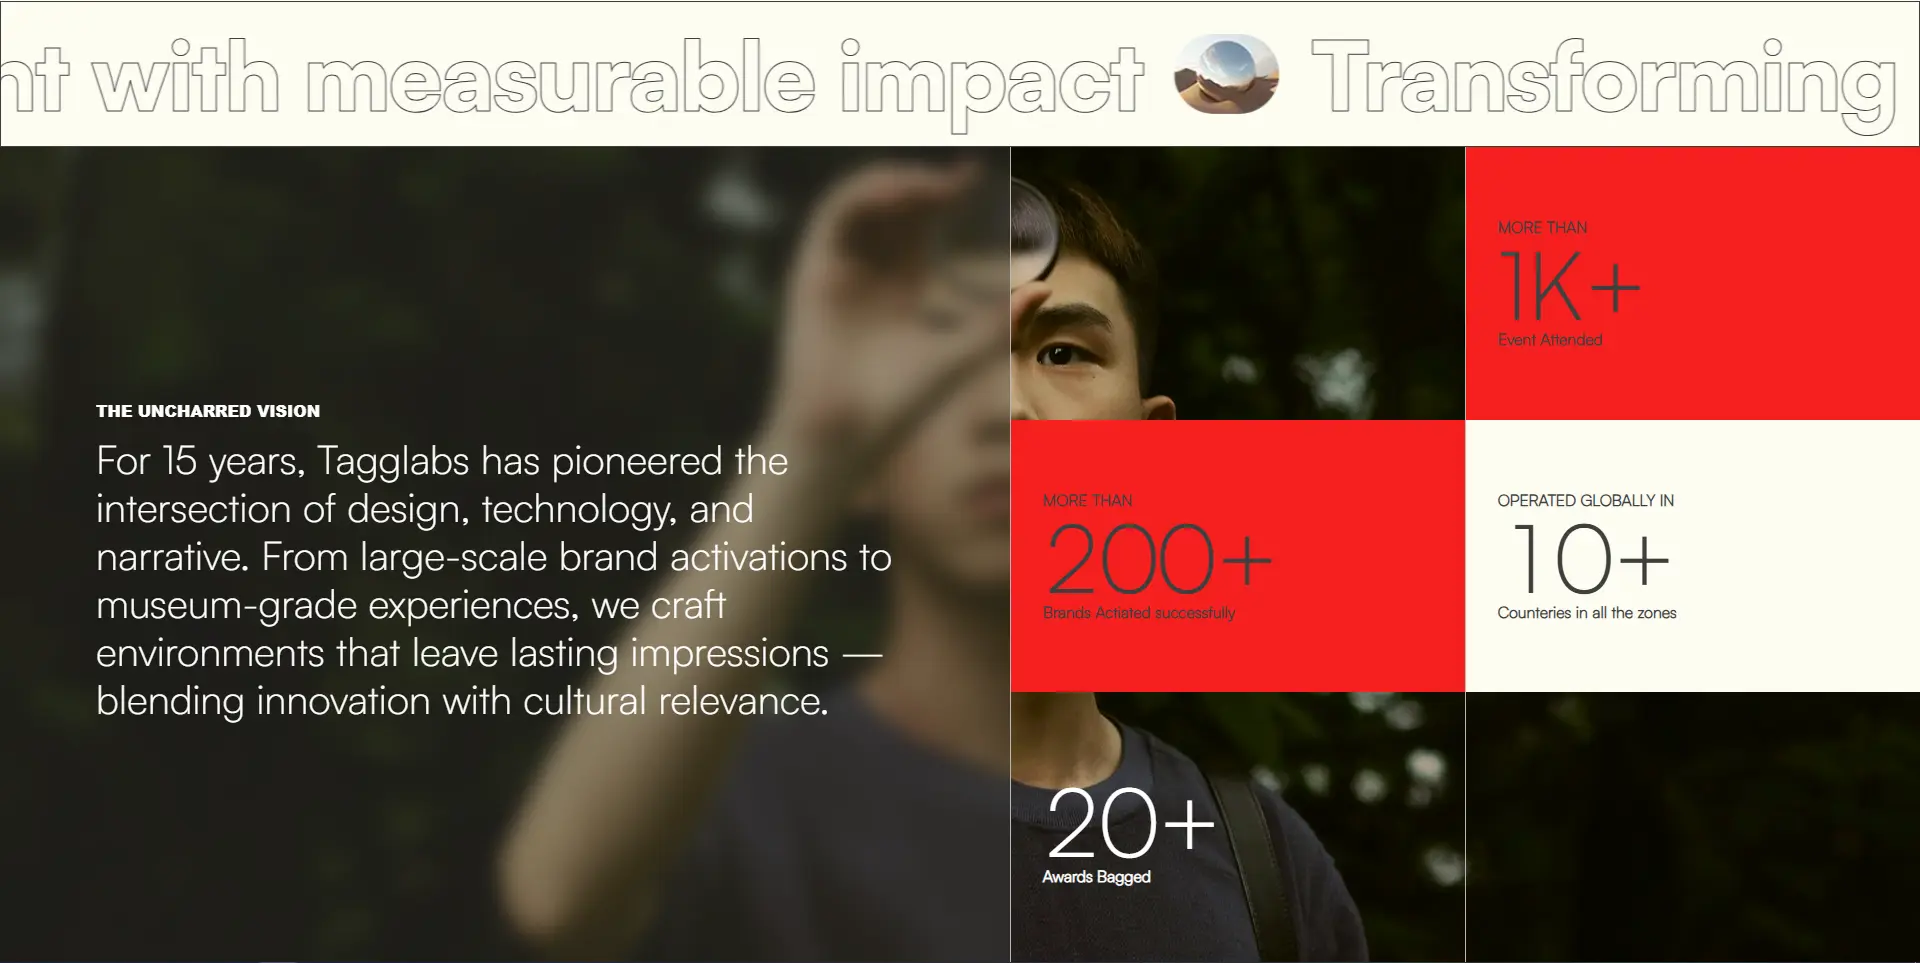 nt with measurable impact Transforming
THE UNCHARRED VISION
For 15 years, Tagglabs has pioneered the
intersection of design, technology, and
narrative. From large-scale brand activations to
museum-grade experiences, we craft
environments that leave lasting impressions —
blending innovation with cultural relevance.
MORE THAN
1K+
Event Attended
MORE THAN
200+
Brands Actiated successfully
OPERATED GLOBALLY IN
10+
Counteries in all the zones
20+
Awards Bagged